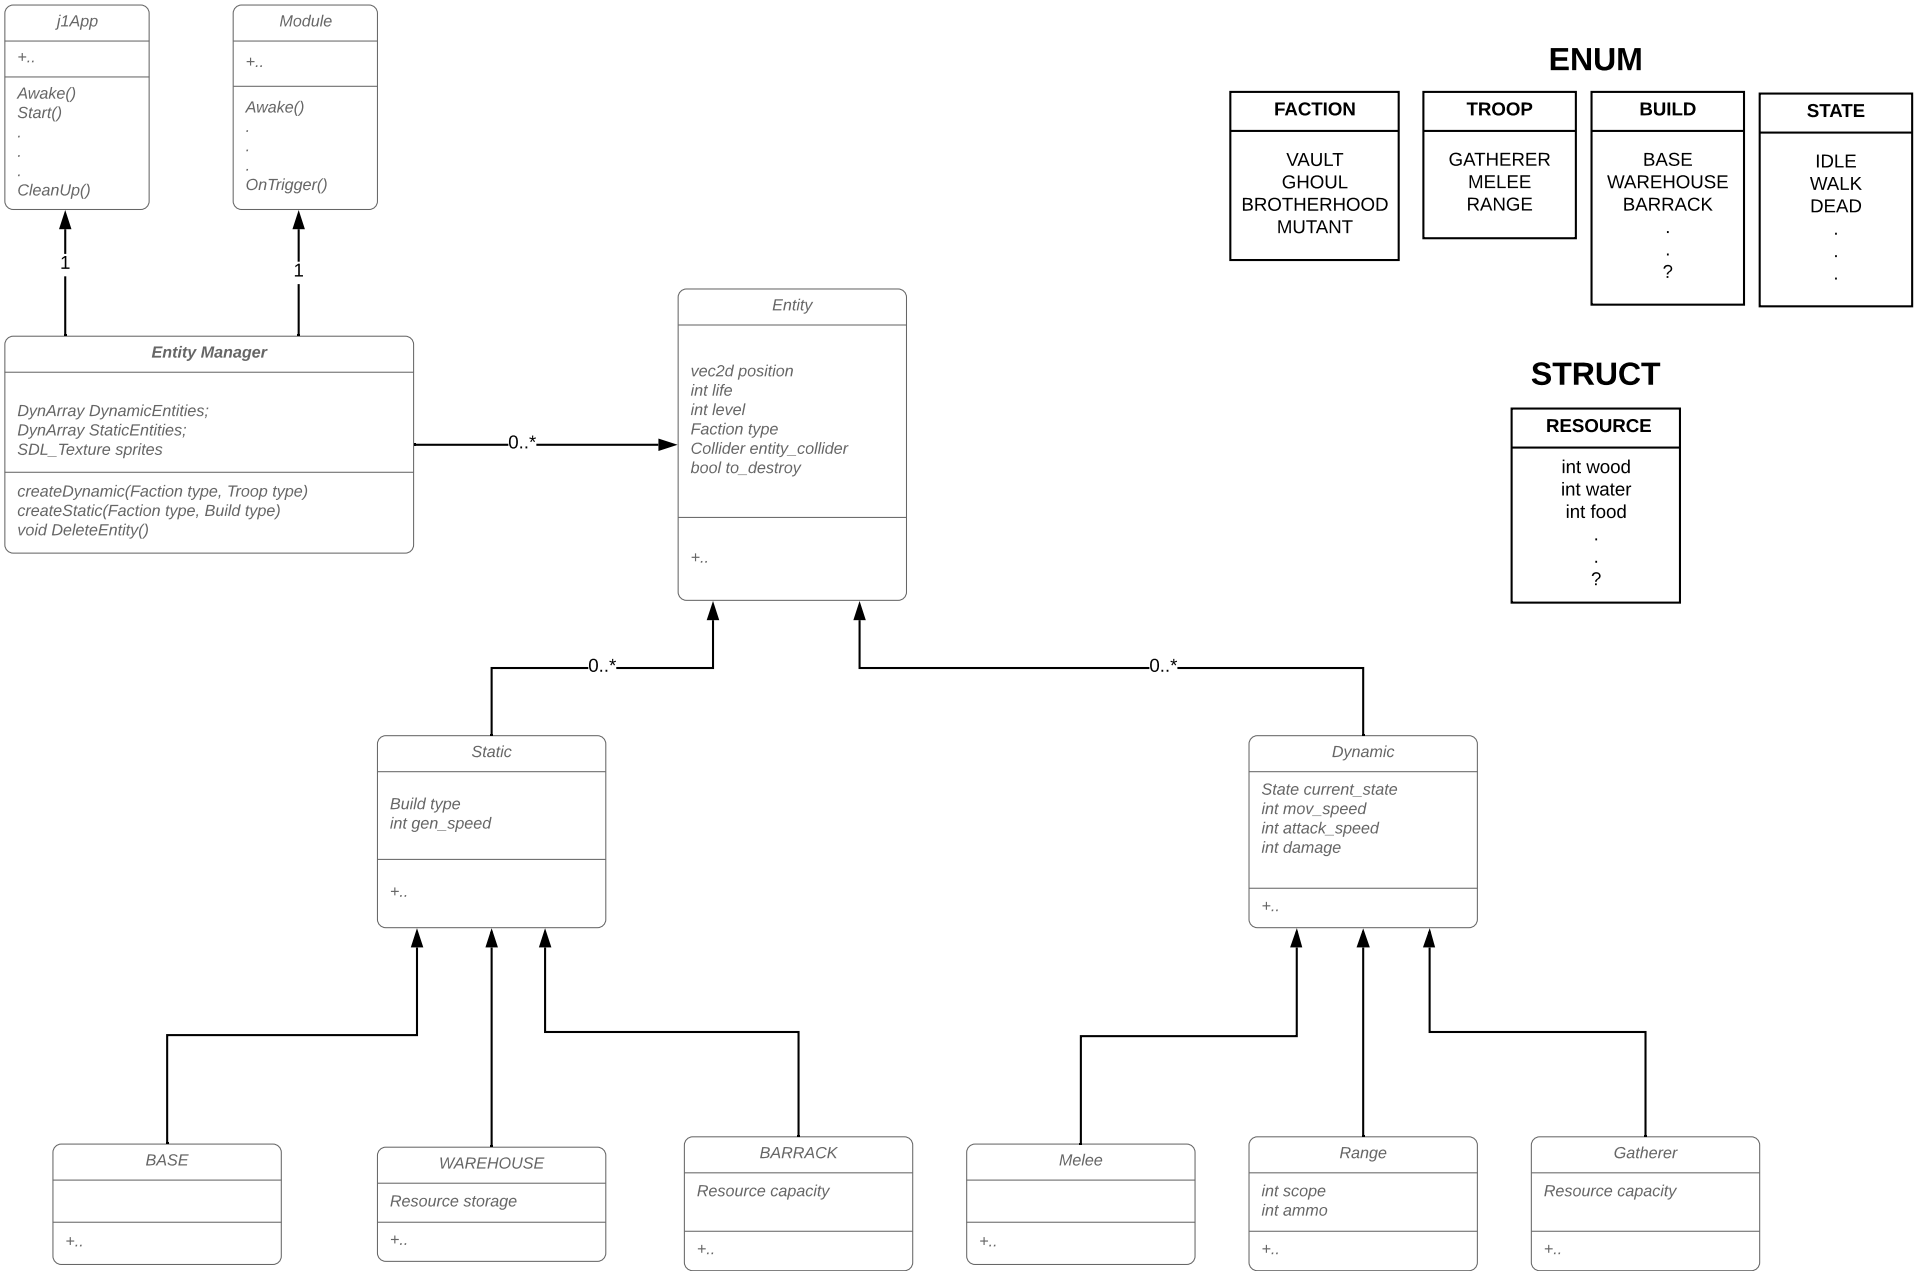 j1App
+..
Awake()
Start()
.
.
.
CleanUp()
Module
+..
Awake()
.
.
.
OnTrigger()
ENUM
FACTION
VAULT
GHOUL
BROTHERHOOD
MUTANT
TROOP
GATHERER
MELEE
RANGE
BUILD
BASE
WAREHOUSE
BARRACK
.
.
?
STATE
IDLE
WALK
DEAD
.
.
.
1
1
Entity Manager
DynArray DynamicEntities;
DynArray StaticEntities;
SDL_Texture sprites
createDynamic(Faction type, Troop type)
createStatic(Faction type, Build type)
void DeleteEntity()
0..*
Entity
vec2d position
int life
int level
Faction type
Collider entity_collider
bool to_destroy
+..
STRUCT
RESOURCE
int wood
int water
int food
.
.
?
0..*
0..*
Static
Build type
int gen_speed
+..
Dynamic
State current_state
int mov_speed
int attack_speed
int damage
+..
BASE
+..
WAREHOUSE
Resource storage
+..
BARRACK
Resource capacity
+..
Melee
+..
Range
int scope
int ammo
+..
Gatherer
Resource capacity
+..